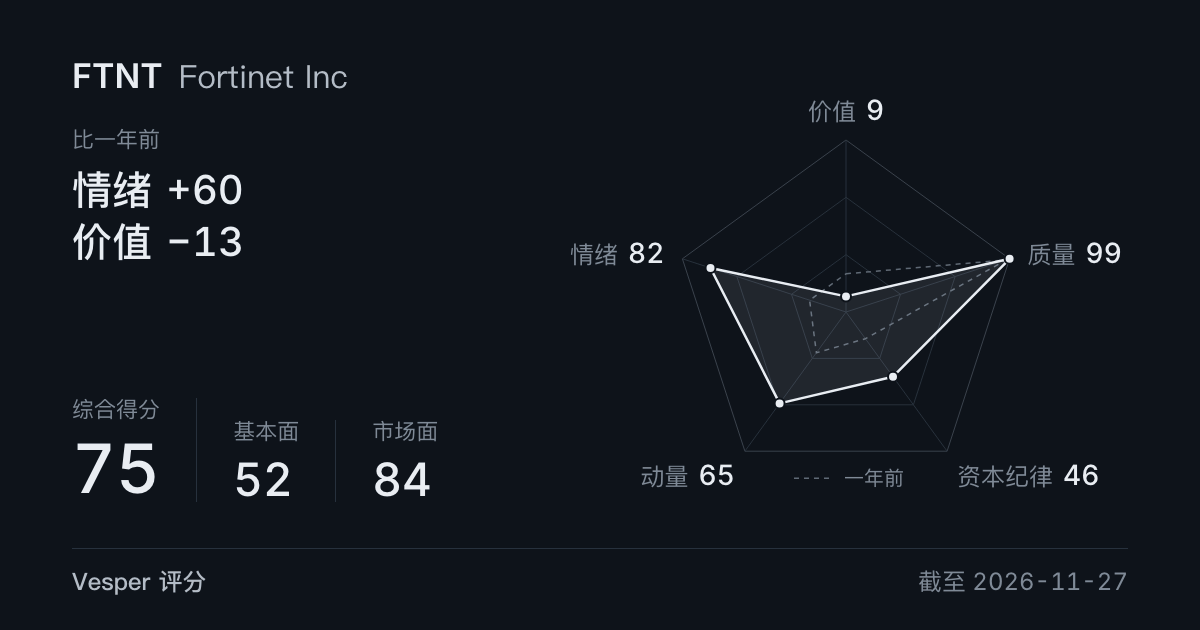 FTNT Fortinet Inc
比一年前
情绪 +60
价值 −13
综合得分
75
基本面
52
市场面
84
价值 9
情绪 82
质量 99
动量 65
一年前
资本纪律 46
Vesper 评分
截至 2026-11-27